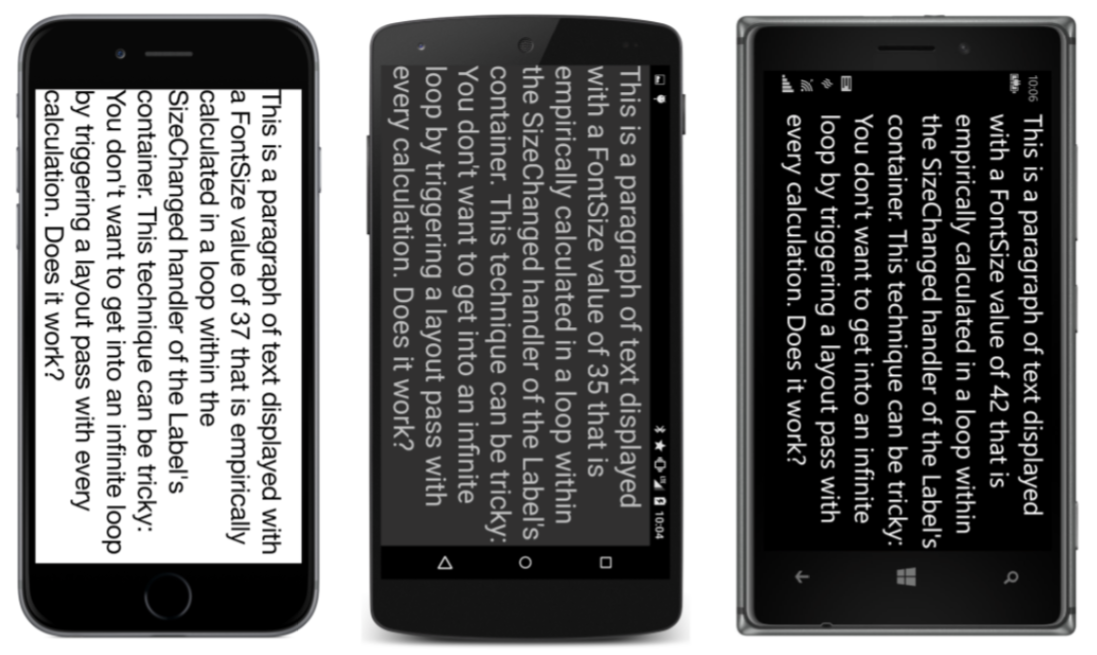 This is a paragraph of text displayed with
a FontSize value of 37 that is empirically
calculated in a loop within the
SizeChanged handler of the Label's
container. This technique can be tricky:
You don't want to get into an infinite loop
by triggering a layout pass with every
calculation. Does it work?
10:04
This is a paragraph of text displayed
with a FontSize value of 35 that is
empirically calculated in a loop within
the SizeChanged handler of the Label's
container. This technique can be tricky:
You don't want to get into an infinite
loop by triggering a layout pass with
every calculation. Does it work?
10:06
This is a paragraph of text displayed
with a FontSize value of 42 that is
empirically calculated in a loop within
the SizeChanged handler of the Label's
container. This technique can be tricky:
You don't want to get into an infinite
loop by triggering a layout pass with
every calculation. Does it work?